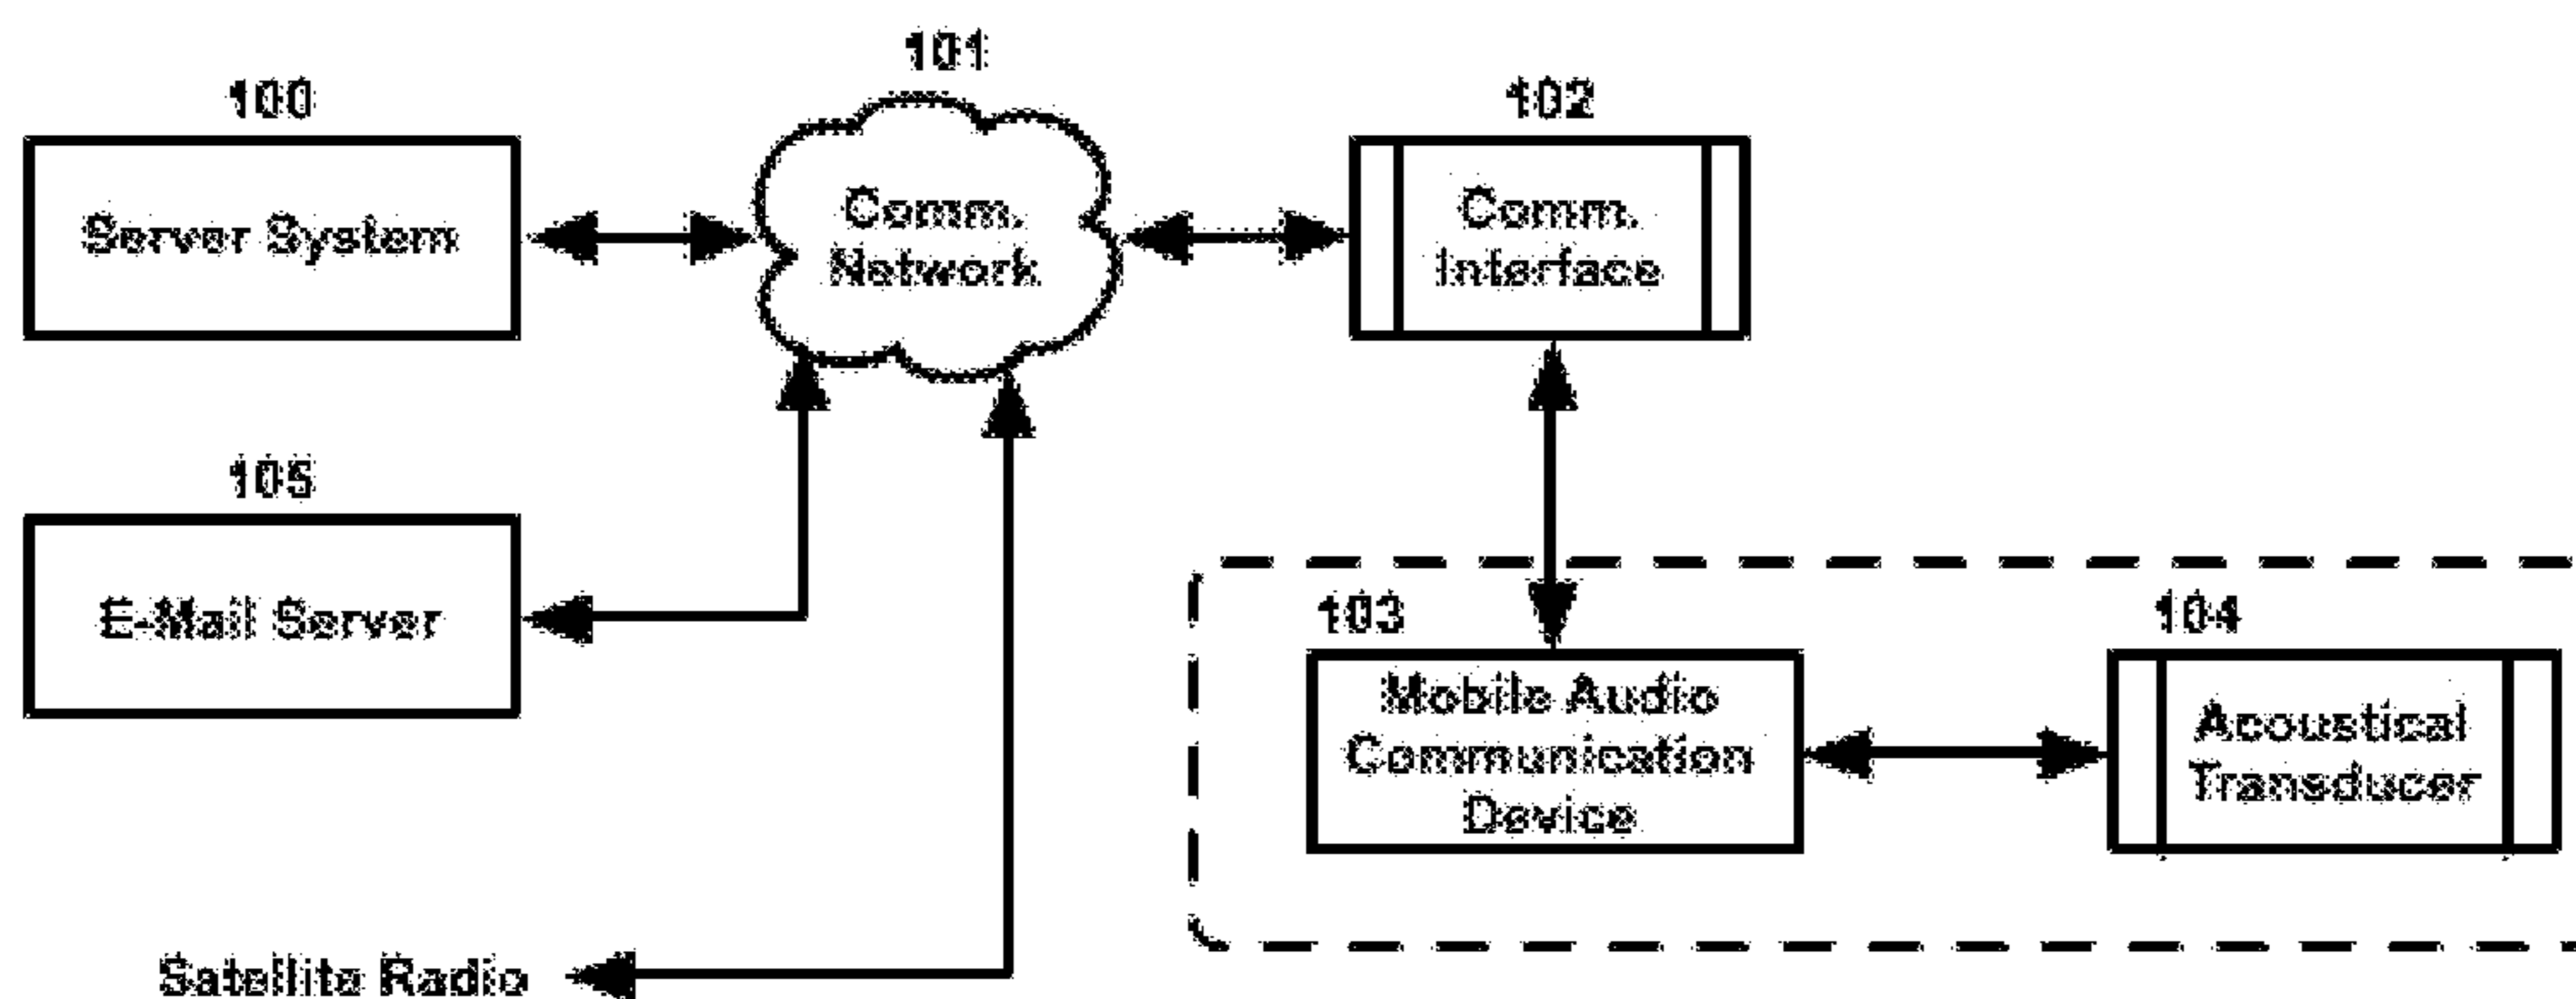 101
100
102
Server System
Comm.
Network
Comm.
Interface
105
E-Mail Server
103
104
Mobile Audio
Communication
Device
Acoustical
Transducer
Satellite Radio